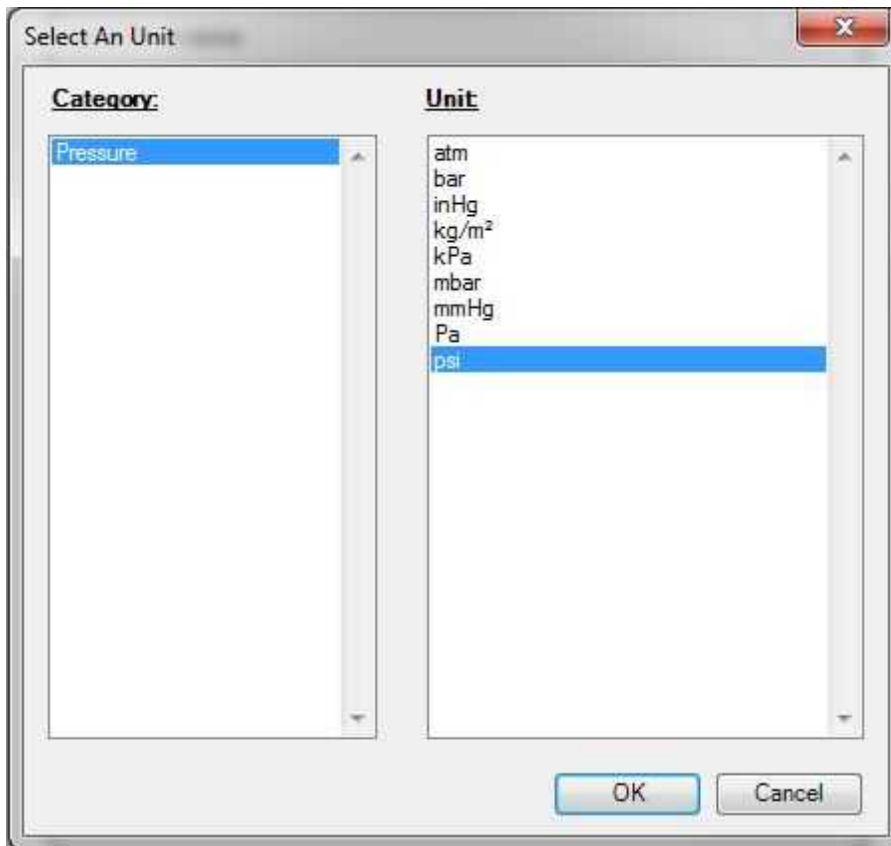 Select An Unit
Category:
Unit:
Pressure
atm
bar
inHg
kg/m²
kPa
mbar
mmHg
Pa
psi
OK
Cancel